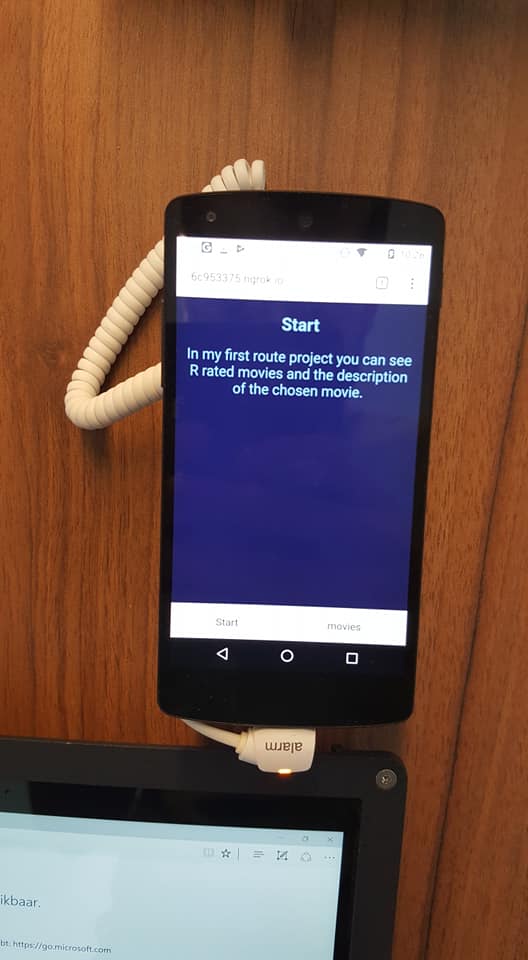 10:26
6c953375.ngrok.io
Start
In my first route project you can see
R rated movies and the description
of the chosen movie.
Start
movies
alarm
ikbaar.
bt: https://go.microsoft.com